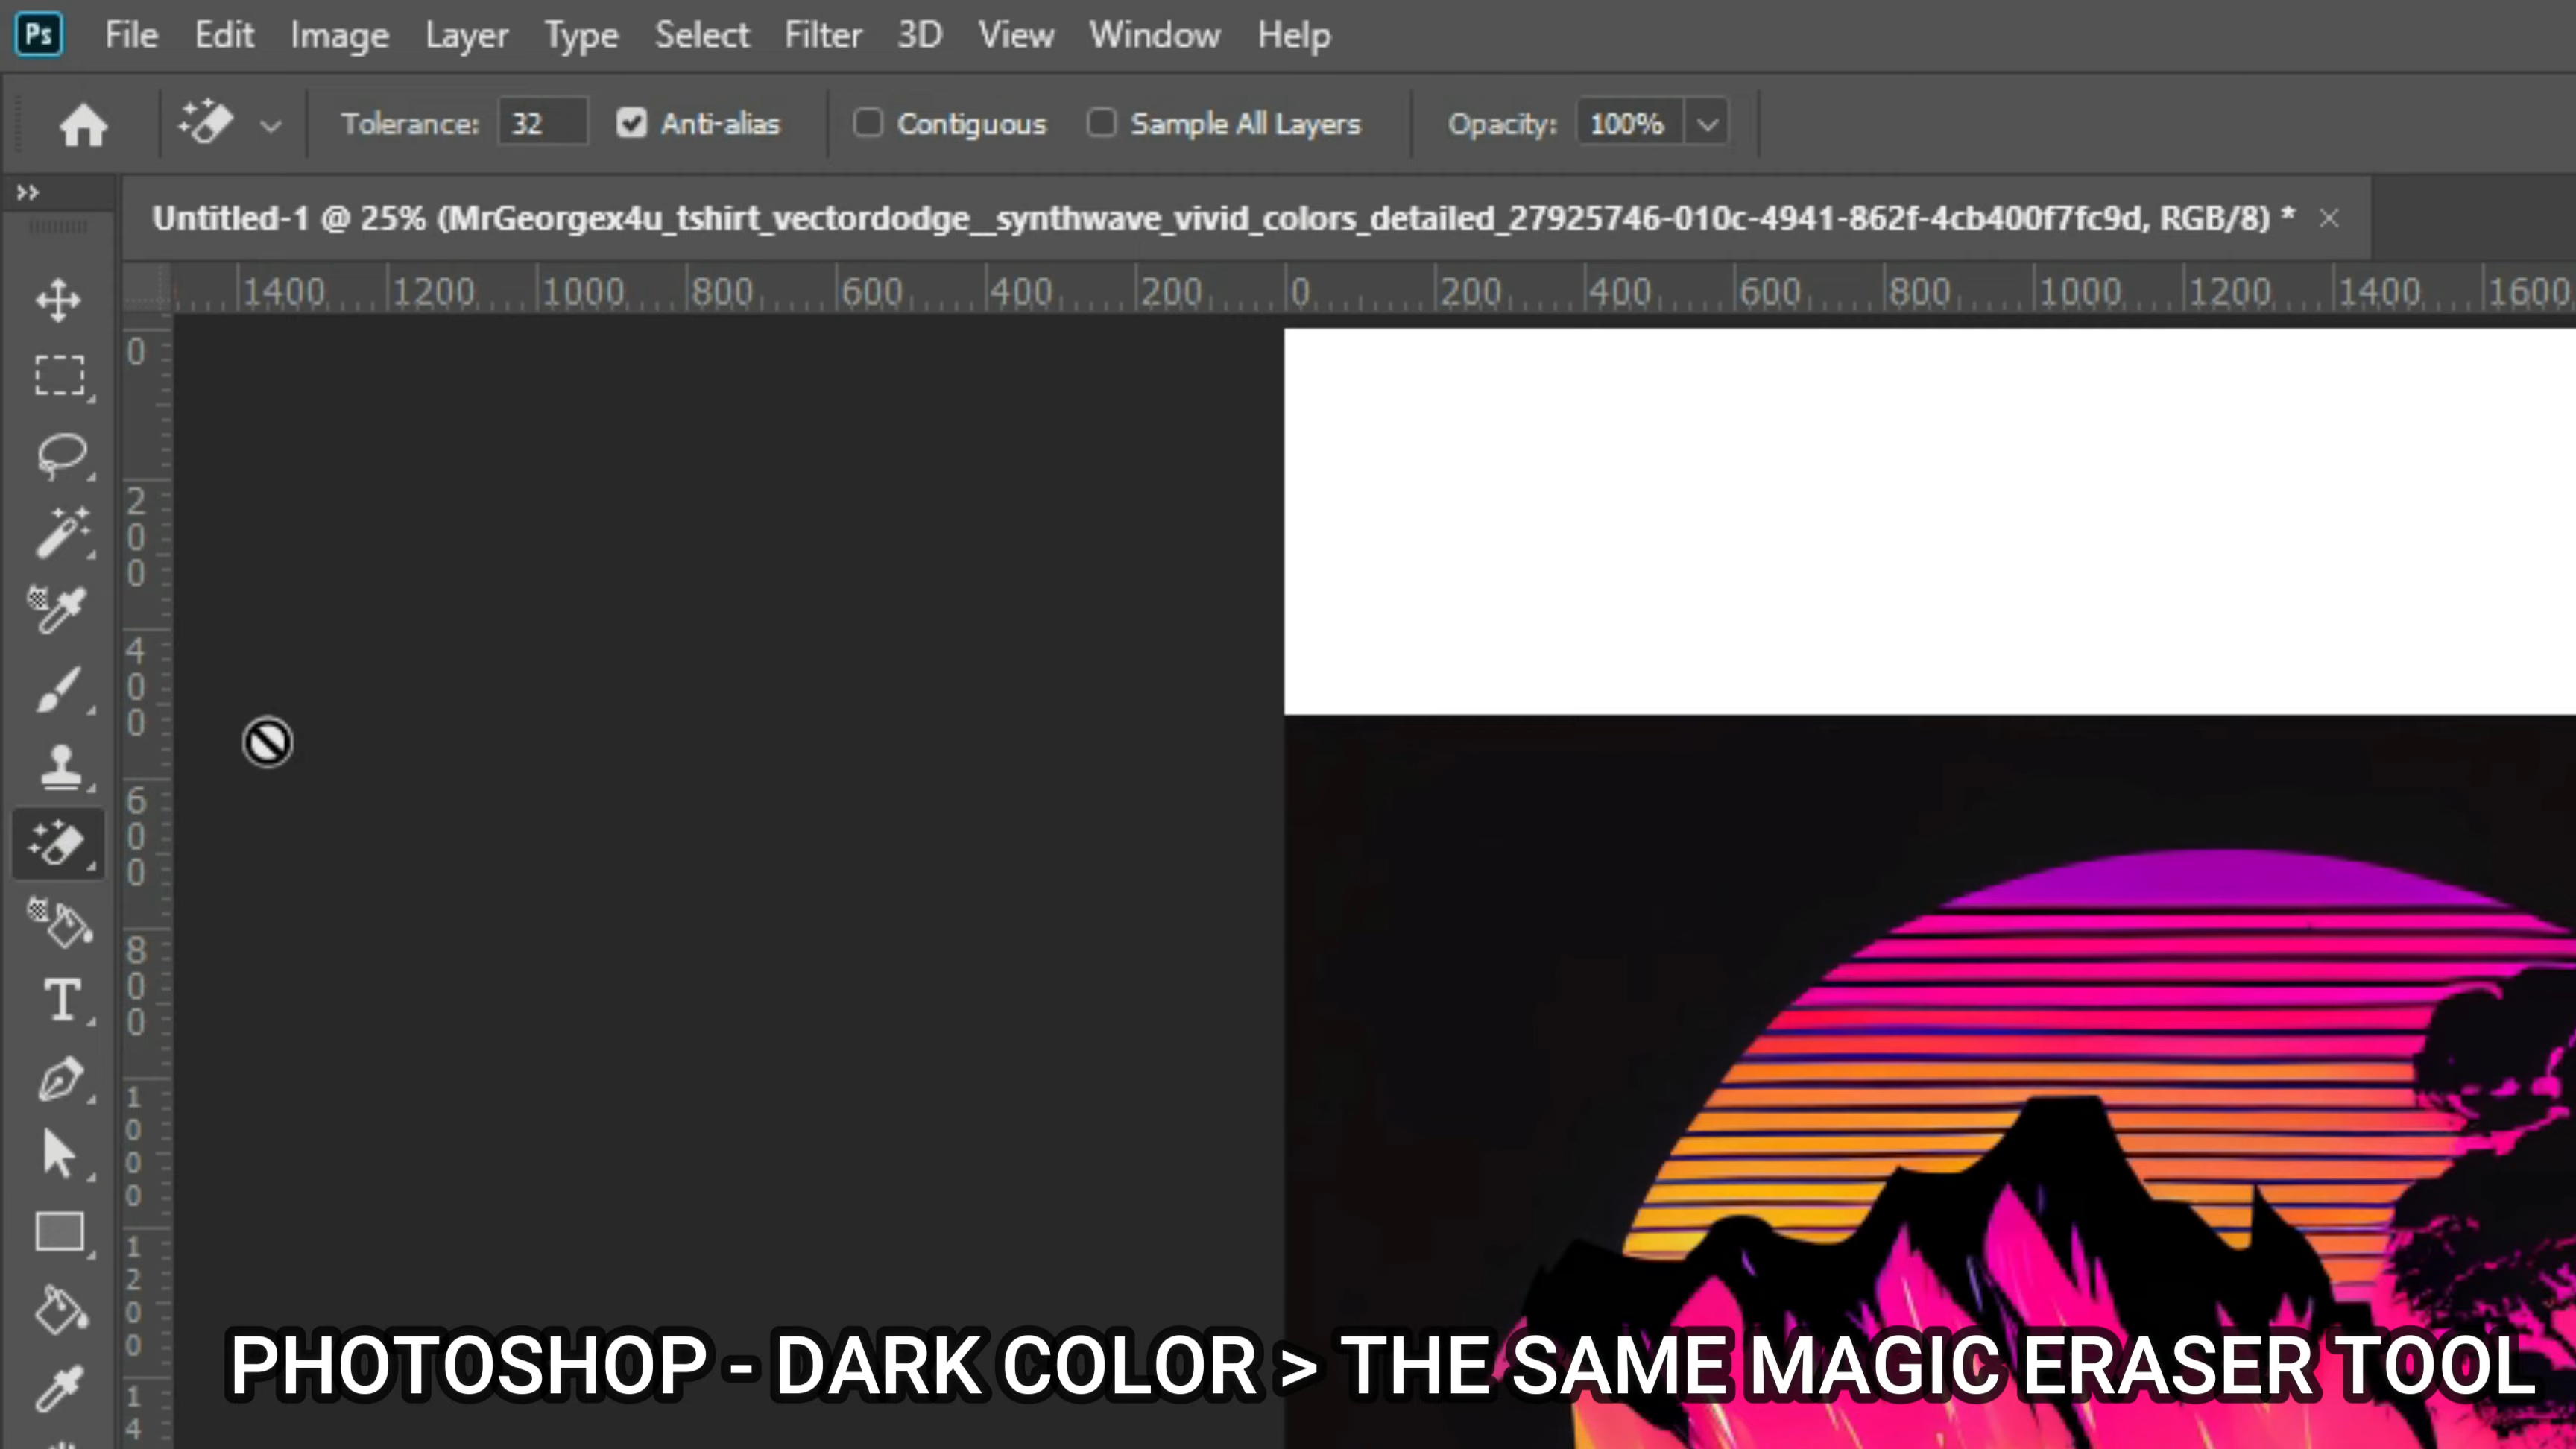 Ps File Edit Image Layer Type Select Filter 3D View Window Help
Tolerance: 32 Anti-alias Contiguous Sample All Layers Opacity: 100%
Untitled-1 @ 25% (MrGeorgex4u_tshirt_vectordodge__synthwave_vivid_colors_detailed_27925746-010c-4941-862f-4cb400f7fc9d, RGB/8) * ×
1400 1200 1000 800 600 400 200 0 200 400 600 800 1000 1200 1400 1600
0
200
400
600
800
1000
1200
14
T
PHOTOSHOP - DARK COLOR > THE SAME MAGIC ERASER TOOL